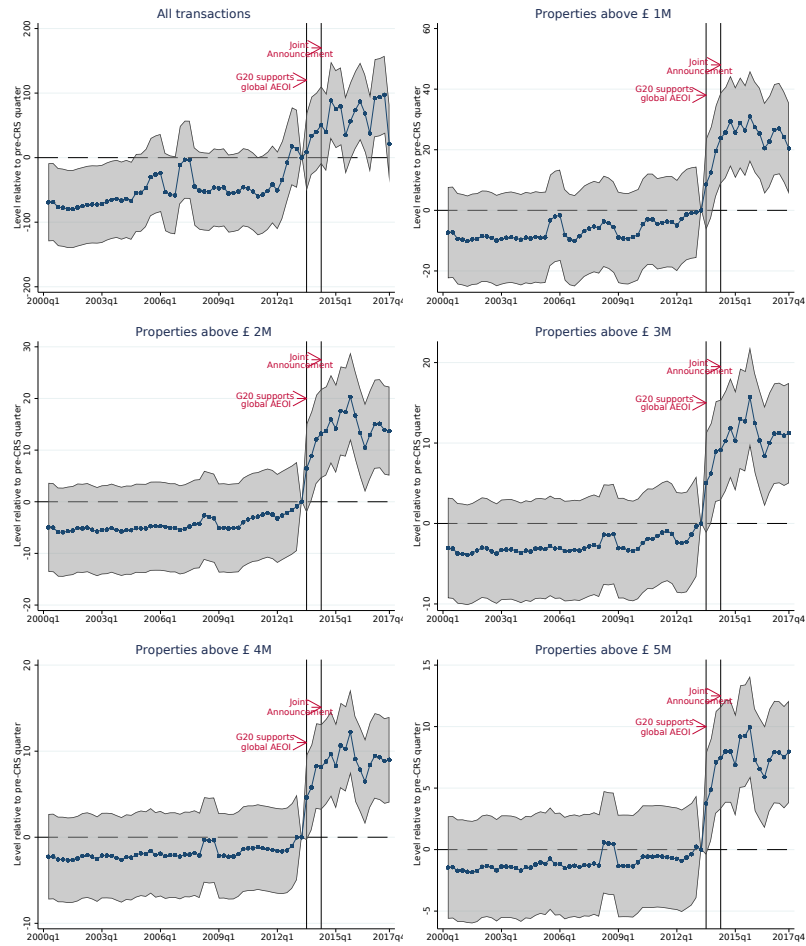 All transactions
Level relative to pre-CRS quarter
200
100
0
-100
-200
2000q1 2003q1 2006q1 2009q1 2012q1 2015q1 2017q4
G20 supports
global AEOI
Joint
Announcement
Properties above £ 1M
Level relative to pre-CRS quarter
60
40
20
0
-20
2000q1 2003q1 2006q1 2009q1 2012q1 2015q1 2017q4
G20 supports
global AEOI
Joint
Announcement
Properties above £ 2M
Level relative to pre-CRS quarter
30
20
10
0
-10
-20
2000q1 2003q1 2006q1 2009q1 2012q1 2015q1 2017q4
G20 supports
global AEOI
Joint
Announcement
Properties above £ 3M
Level relative to pre-CRS quarter
20
10
0
-10
2000q1 2003q1 2006q1 2009q1 2012q1 2015q1 2017q4
G20 supports
global AEOI
Joint
Announcement
Properties above £ 4M
Level relative to pre-CRS quarter
20
10
0
-10
2000q1 2003q1 2006q1 2009q1 2012q1 2015q1 2017q4
G20 supports
global AEOI
Joint
Announcement
Properties above £ 5M
Level relative to pre-CRS quarter
15
10
5
0
-5
2000q1 2003q1 2006q1 2009q1 2012q1 2015q1 2017q4
G20 supports
global AEOI
Joint
Announcement